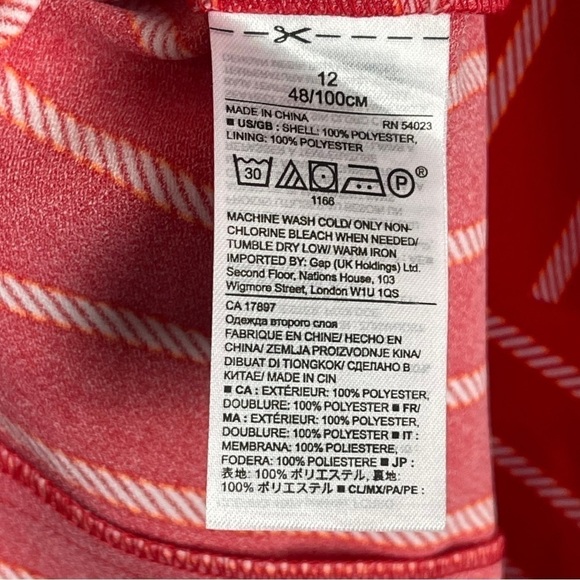 12
48/100CM
MADE IN CHINA RN 54023
■ US/GB : SHELL: 100% POLYESTER,
LINING: 100% POLYESTER
30 P ®
1166
MACHINE WASH COLD/ ONLY NON-
CHLORINE BLEACH WHEN NEEDED/
TUMBLE DRY LOW/ WARM IRON
IMPORTED BY: Gap (UK Holdings) Ltd.
Second Floor, Nations House, 103
Wigmore Street, London W1U 1QS
CA 17897
Одежда второго слоя
FABRIQUE EN CHINE/ HECHO EN
CHINA/ ZEMLJA PROIZVODNJE KINA/
DIBUAT DI TIONGKOK/ СДЕЛАНО В
КИТАЕ/ MADE IN CIN
■ CA : EXTÉRIEUR: 100% POLYESTER,
DOUBLURE: 100% POLYESTER ■ FR/
MA : EXTÉRIEUR: 100% POLYESTER,
DOUBLURE: 100% POLYESTER ■ IT :
MEMBRANA: 100% POLIESTERE,
FODERA: 100% POLIESTERE ■ JP :
表地: 100% ポリエステル, 裏地:
100% ポリエステル ■ CL/MX/PA/PE :